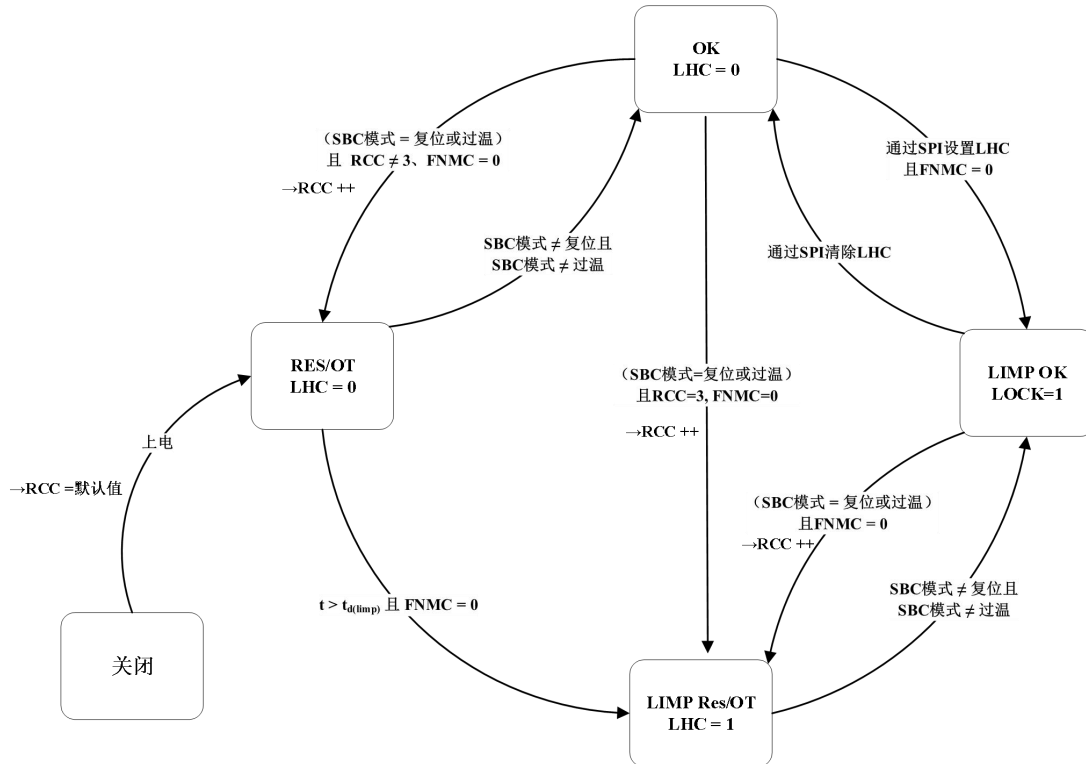 OK
LHC = 0
（SBC模式 = 复位或过温）
且 RCC ≠ 3、FNMC = 0
→RCC ++
通过SPI设置LHC
且FNMC = 0
SBC模式 ≠ 复位且
SBC模式 ≠ 过温
通过SPI清除LHC
RES/OT
LHC = 0
LIMP OK
LOCK=1
（SBC模式=复位或过温）
且RCC=3, FNMC=0
→RCC ++
上电
→RCC =默认值
（SBC模式 = 复位或过温）
且FNMC = 0
→RCC ++
SBC模式 ≠ 复位且
SBC模式 ≠ 过温
t > td(limp) 且 FNMC = 0
关闭
LIMP Res/OT
LHC = 1